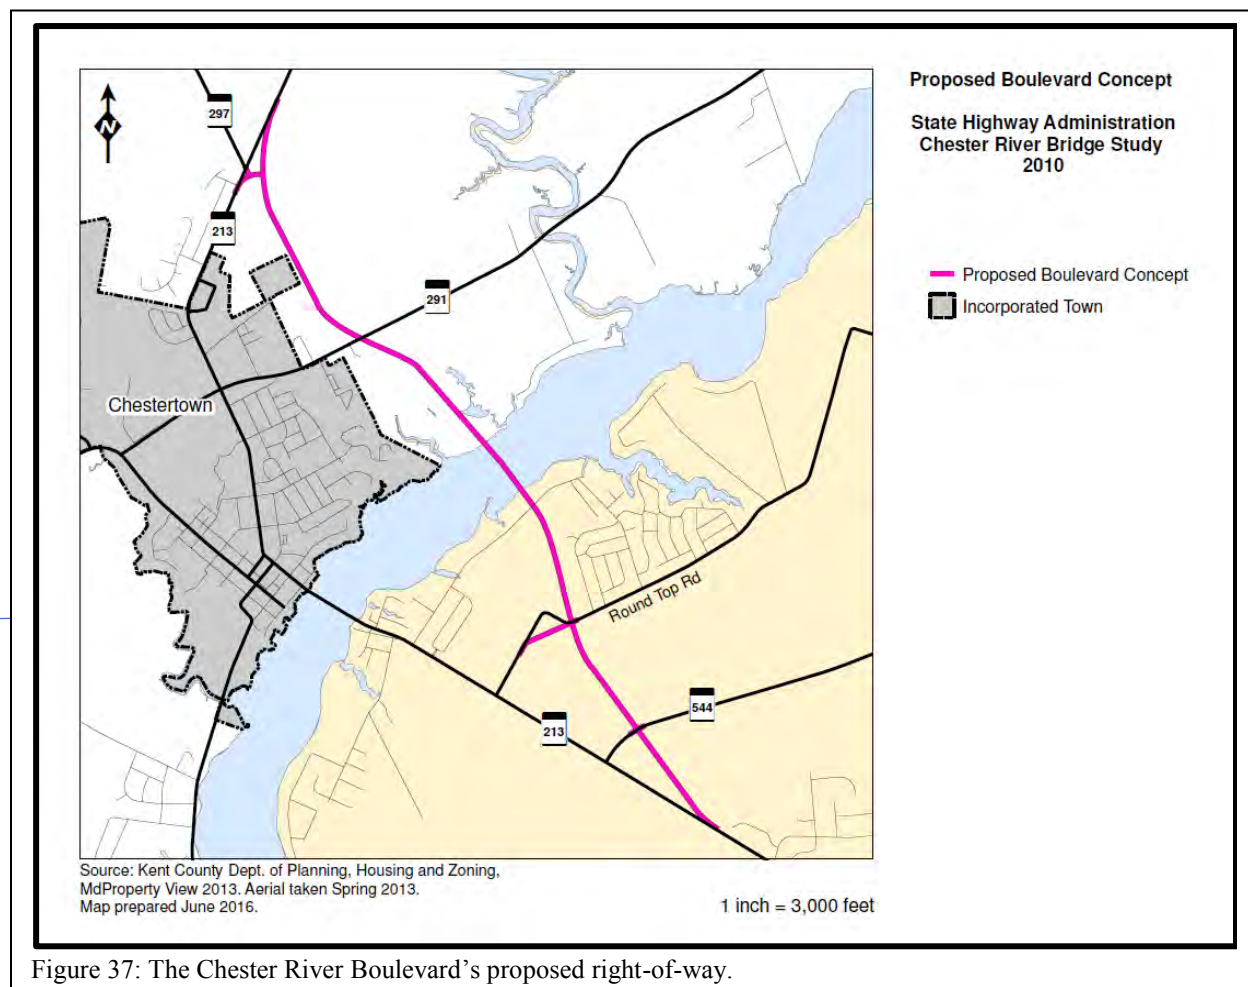 Proposed Boulevard Concept
State Highway Administration
Chester River Bridge Study
2010
Proposed Boulevard Concept
Incorporated Town
N
297
213
291
Chestertown
Round Top Rd
544
213
Source: Kent County Dept. of Planning, Housing and Zoning,
MdProperty View 2013. Aerial taken Spring 2013.
Map prepared June 2016.
1 inch = 3,000 feet
Figure 37: The Chester River Boulevard's proposed right-of-way.